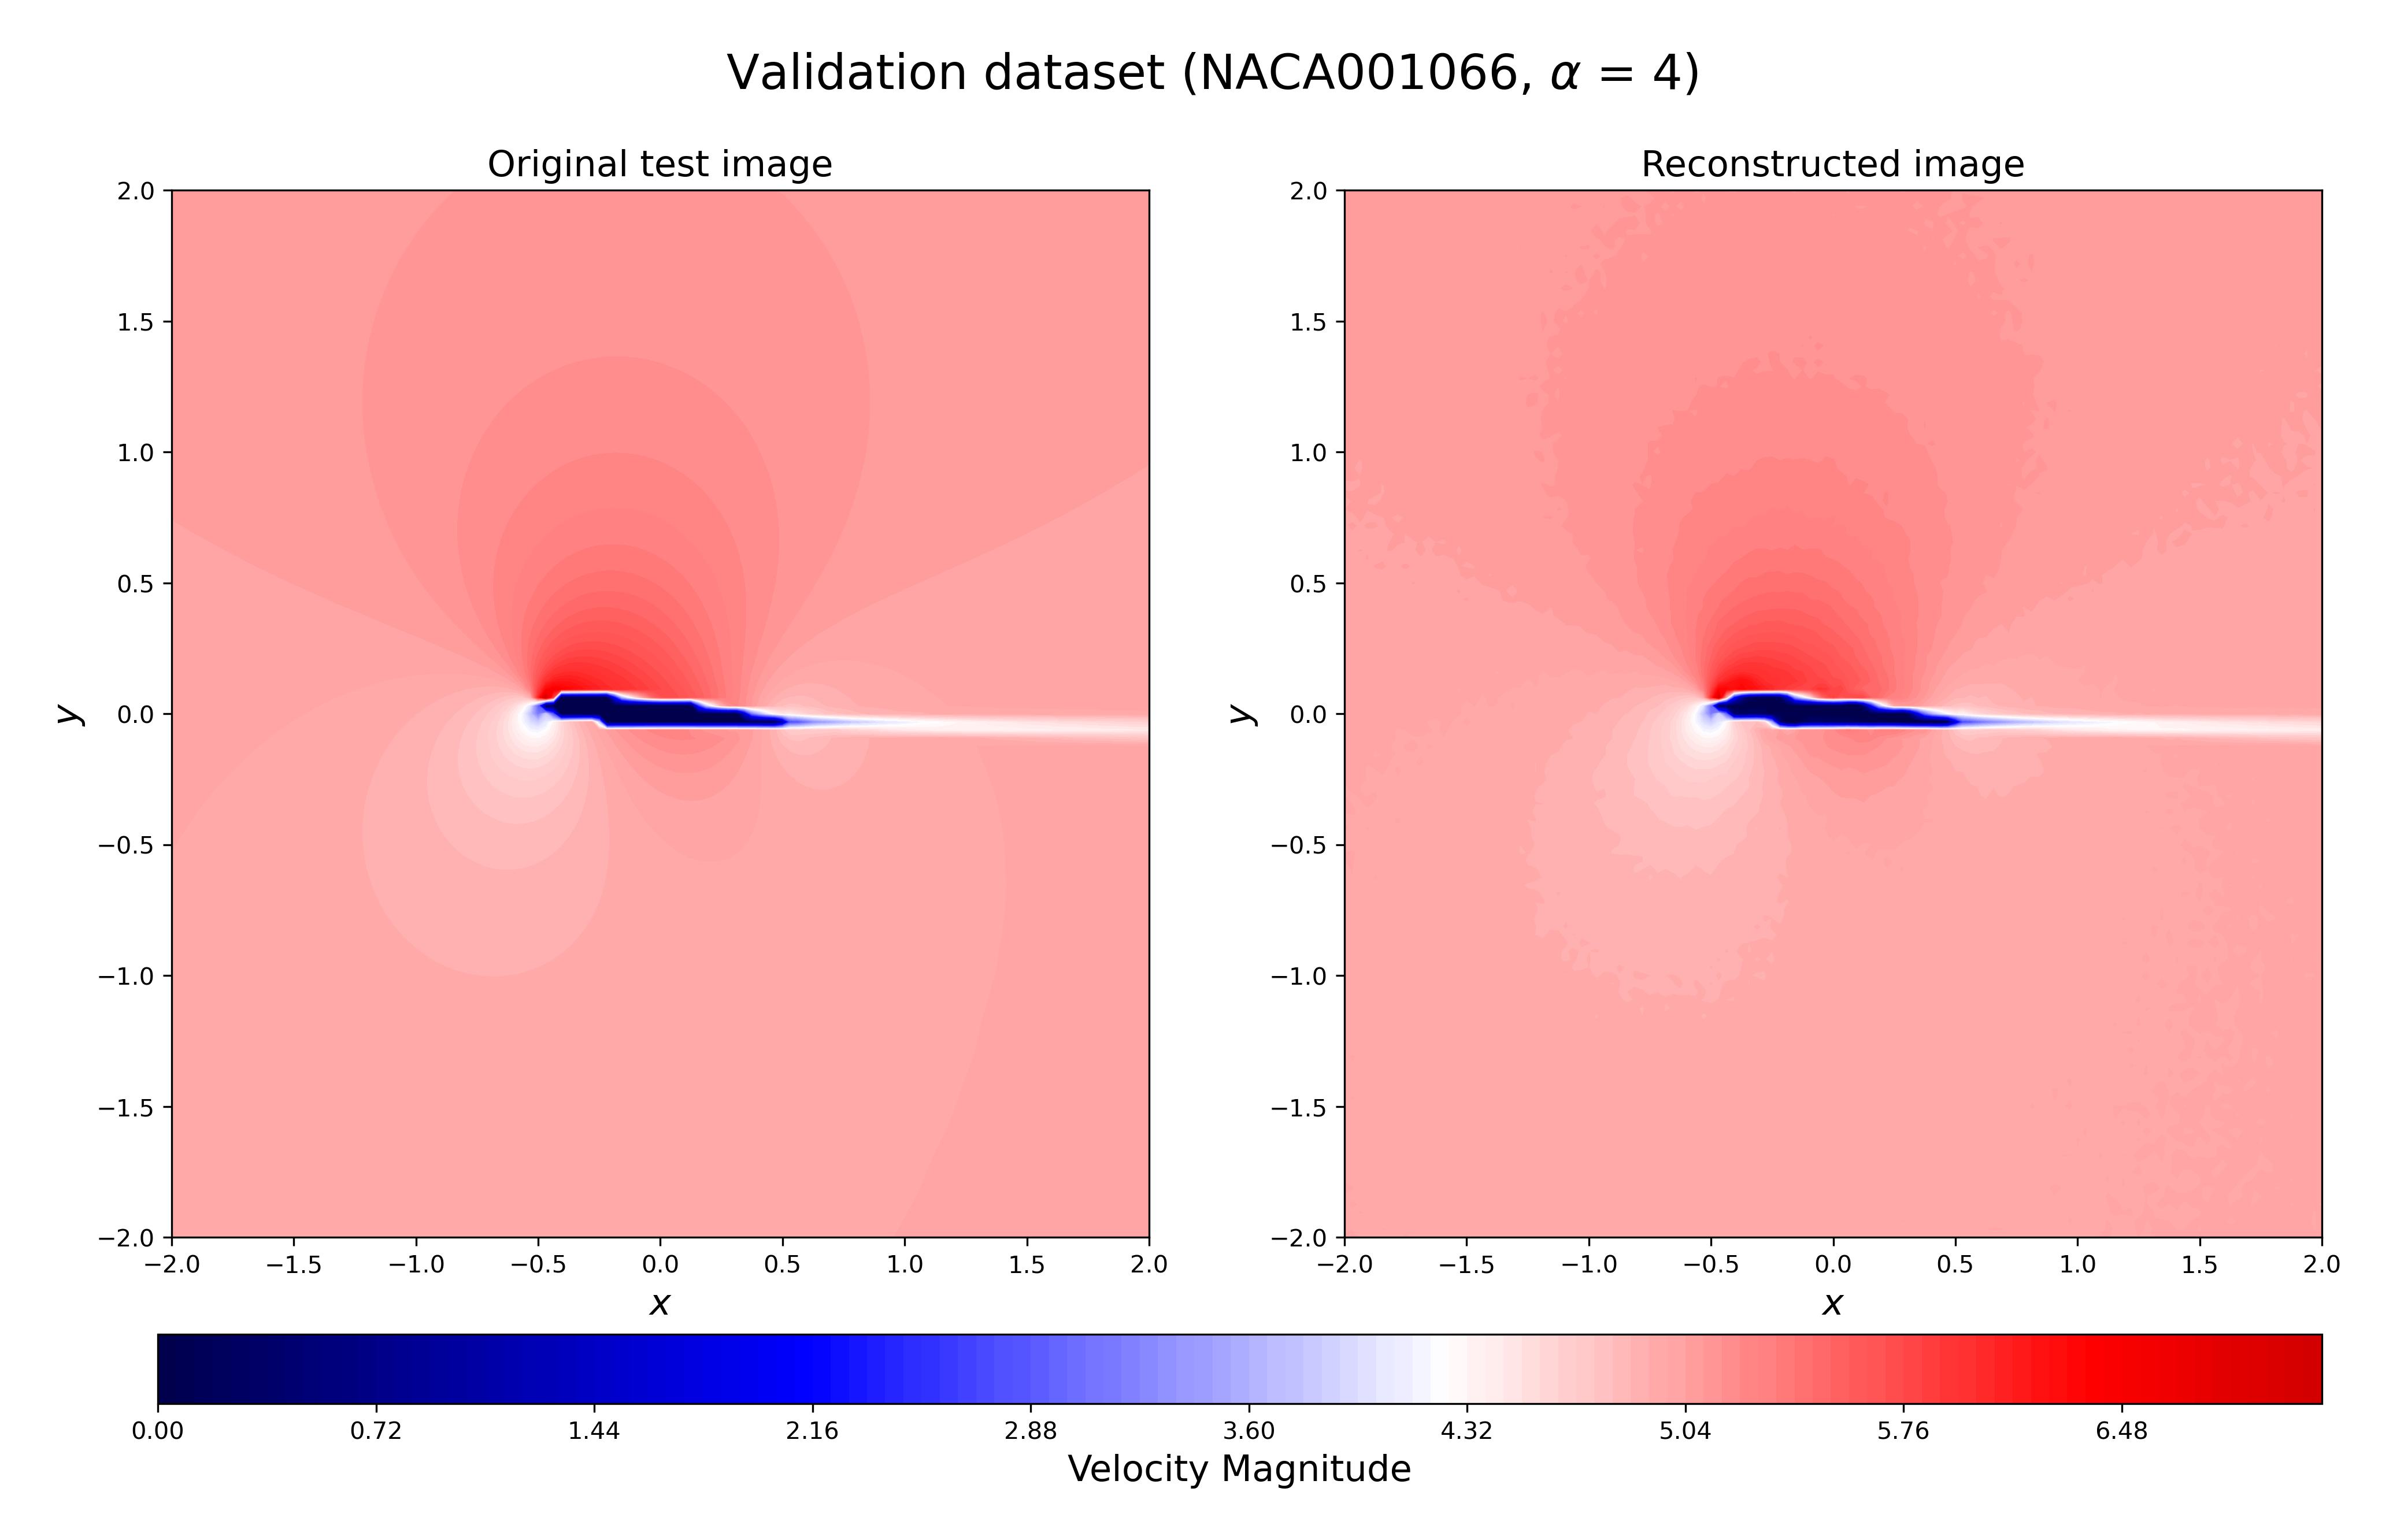 Validation dataset (NACA001066, α = 4)
Original test image
2.0
1.5
1.0
0.5
0.0
−0.5
−1.0
−1.5
−2.0
y
−2.0 −1.5 −1.0 −0.5 0.0 0.5 1.0 1.5 2.0
x
Reconstructed image
2.0
1.5
1.0
0.5
0.0
−0.5
−1.0
−1.5
−2.0
y
−2.0 −1.5 −1.0 −0.5 0.0 0.5 1.0 1.5 2.0
x
0.00 0.72 1.44 2.16 2.88 3.60 4.32 5.04 5.76 6.48
Velocity Magnitude